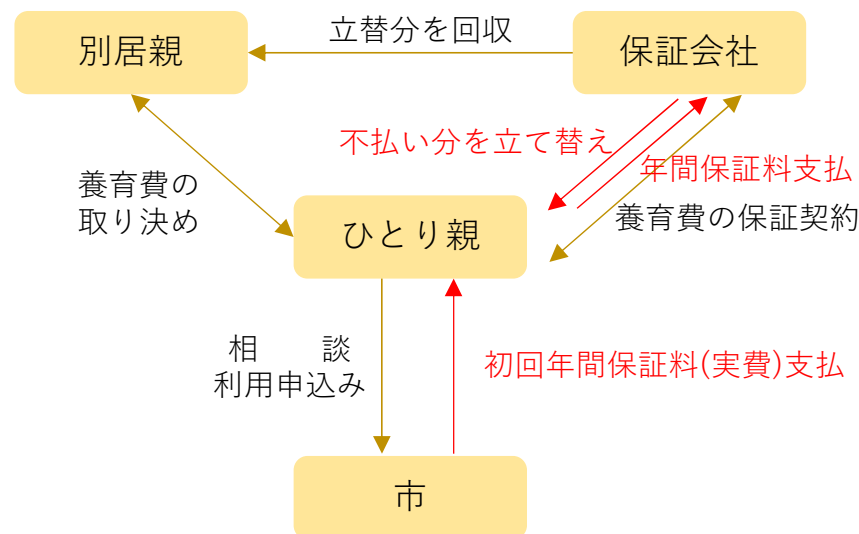 別居親
立替分を回収
保証会社
不払い分を立て替え
年間保証料支払
養育費の
取り決め
養育費の保証契約
ひとり親
相　　談
利用申込み
初回年間保証料(実費)支払
市